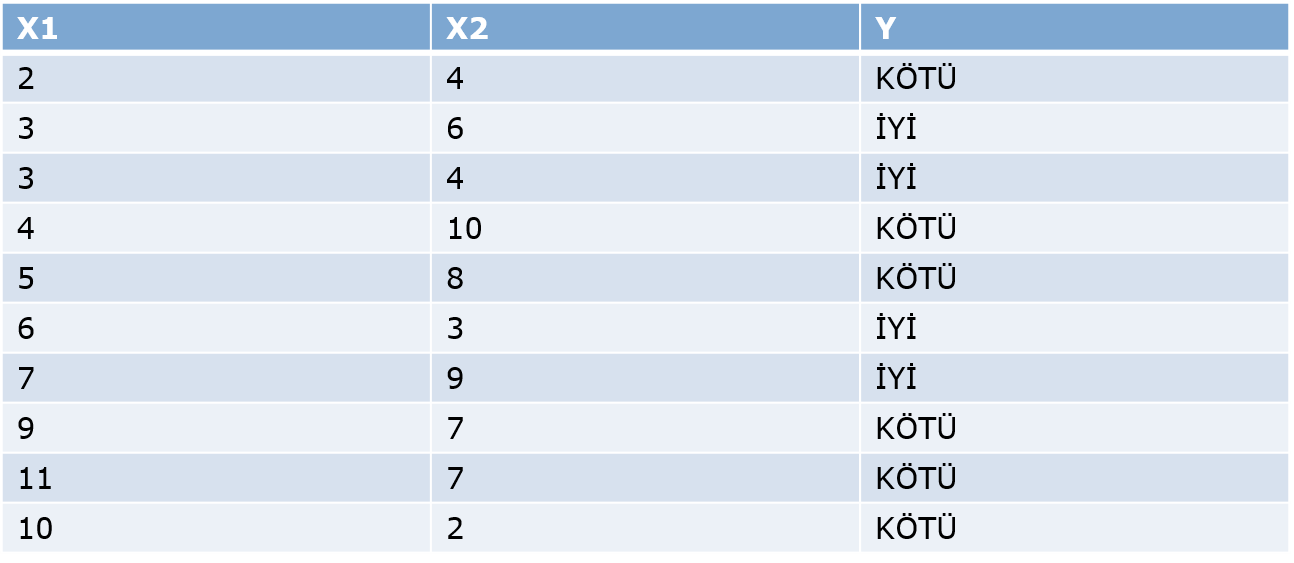 X1 X2 Y
2 4 KÖTÜ
3 6 İYİ
3 4 İYİ
4 10 KÖTÜ
5 8 KÖTÜ
6 3 İYİ
7 9 İYİ
9 7 KÖTÜ
11 7 KÖTÜ
10 2 KÖTÜ